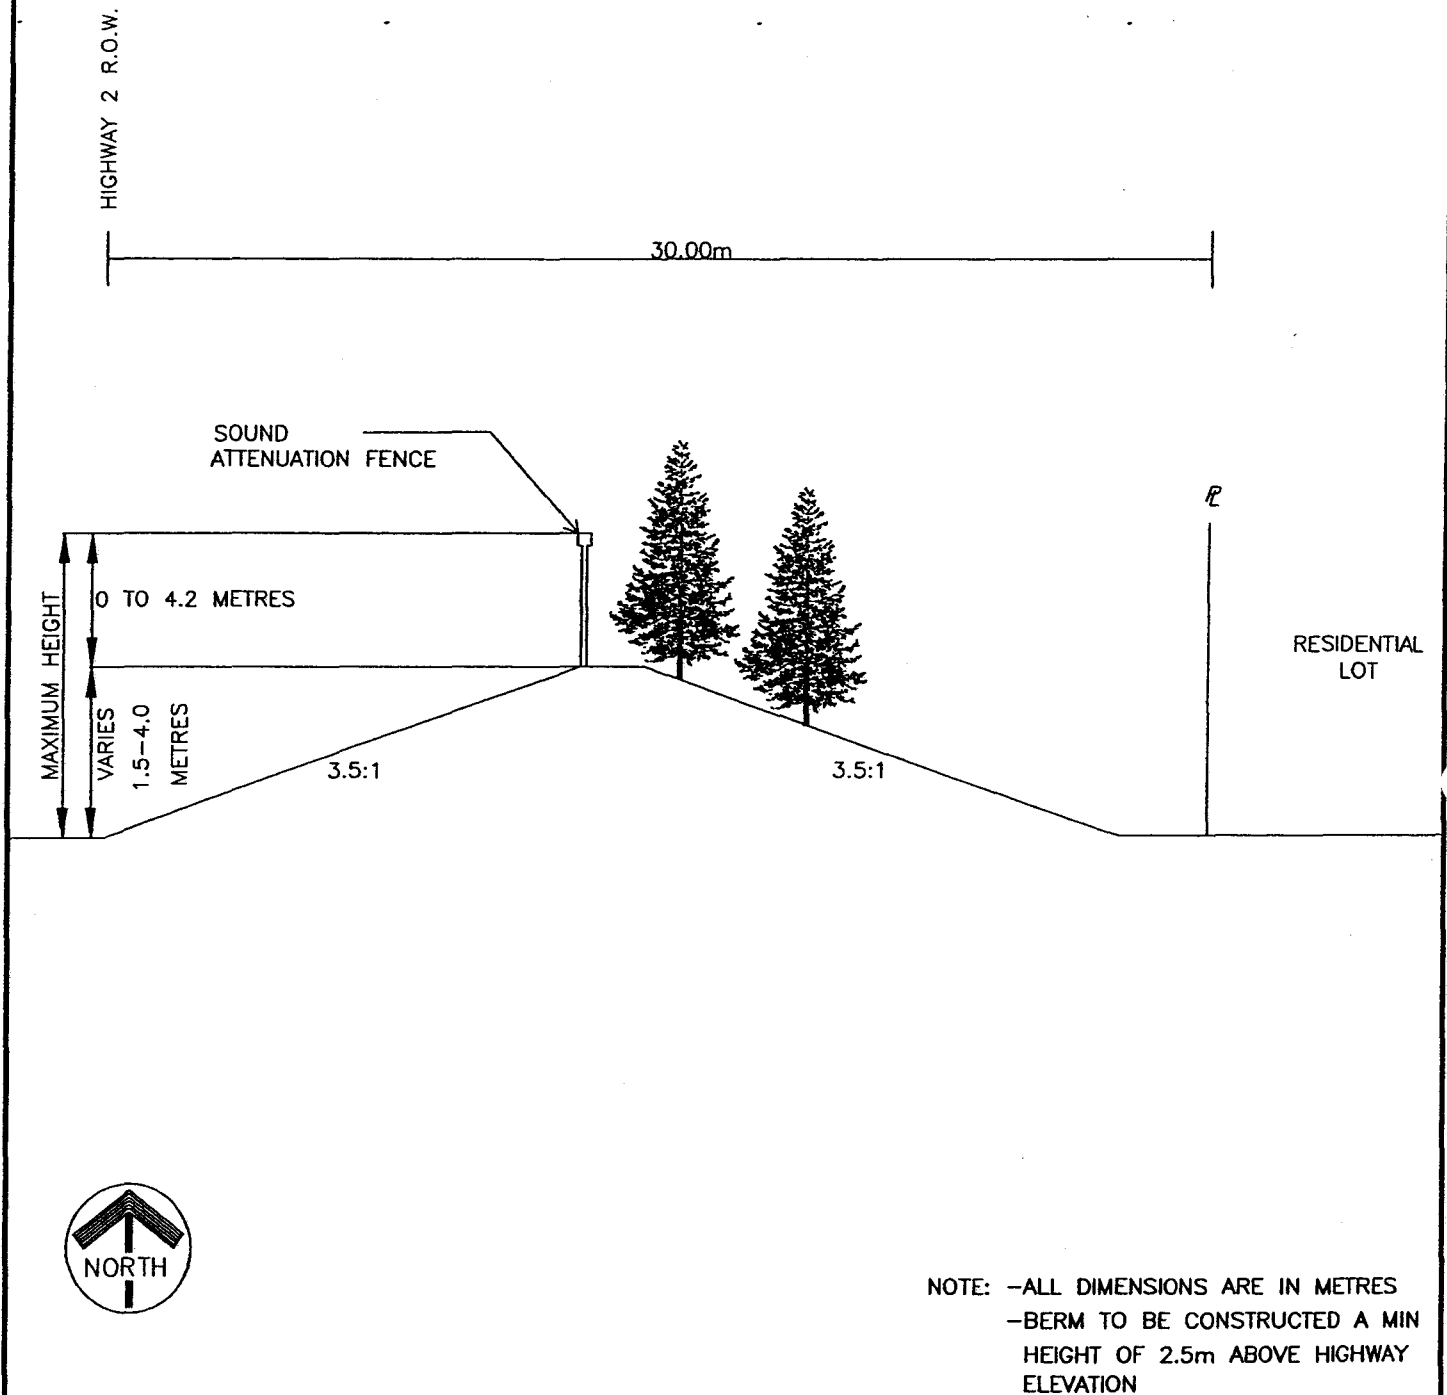 HIGHWAY 2 R.O.W.
30.00m
SOUND
ATTENUATION FENCE
PL
MAXIMUM HEIGHT
0 TO 4.2 METRES
VARIES
1.5-4.0
METRES
3.5:1
3.5:1
RESIDENTIAL
LOT
NORTH
NOTE: -ALL DIMENSIONS ARE IN METRES
-BERM TO BE CONSTRUCTED A MIN
HEIGHT OF 2.5m ABOVE HIGHWAY
ELEVATION